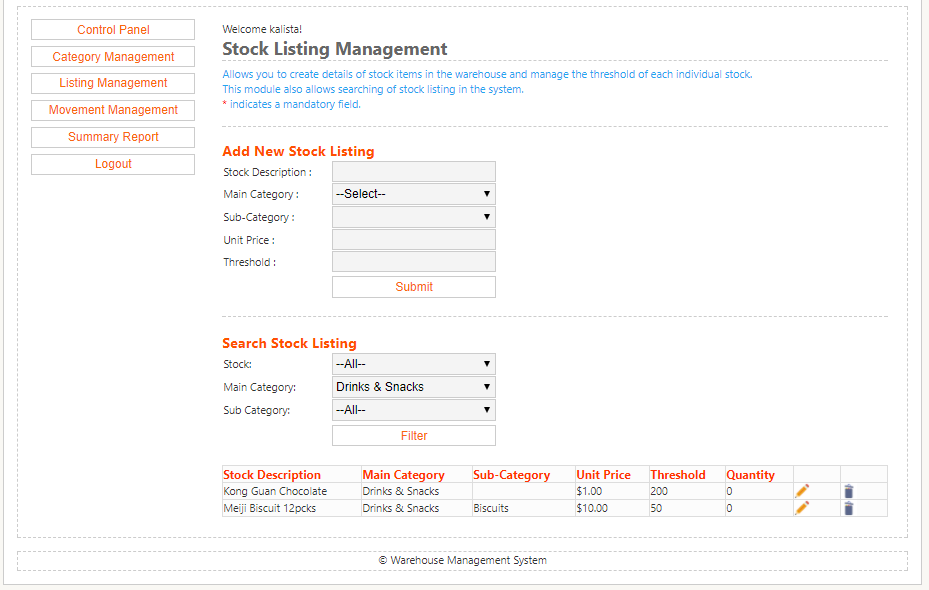 Control Panel
Category Management
Listing Management
Movement Management
Summary Report
Logout
Welcome kalista!
Stock Listing Management
Allows you to create details of stock items in the warehouse and manage the threshold of each individual stock.
This module also allows searching of stock listing in the system.
* indicates a mandatory field.
Add New Stock Listing
Stock Description :
Main Category : --Select--
Sub-Category :
Unit Price :
Threshold :
Submit
Search Stock Listing
Stock: --All--
Main Category: Drinks & Snacks
Sub Category: --All--
Filter
Stock Description Main Category Sub-Category Unit Price Threshold Quantity
Kong Guan Chocolate Drinks & Snacks $1.00 200 0
Meiji Biscuit 12pcks Drinks & Snacks Biscuits $10.00 50 0
© Warehouse Management System